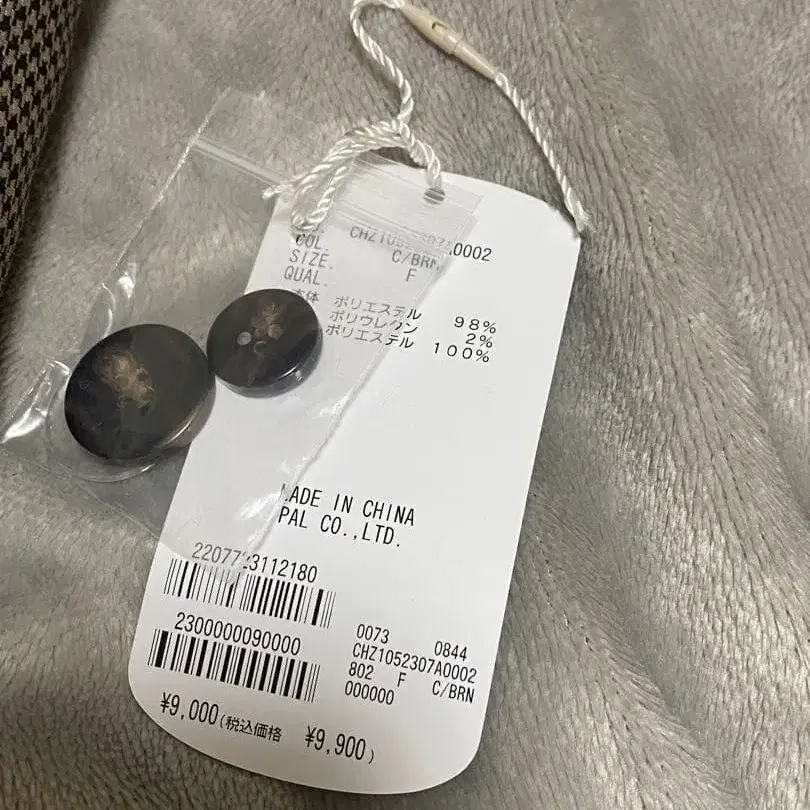 CHZ1052307A0002
COL. C/BRN
SIZE. F
QUAL.
本体 ポリエステル 98%
ポリウレタン 2%
ポリエステル 100%
MADE IN CHINA
PAL CO.,LTD.
2207723112180
2300000090000
0073 0844
CHZ1052307A0002
802 F C/BRN
000000
¥9,000(税込価格 ¥9,900)